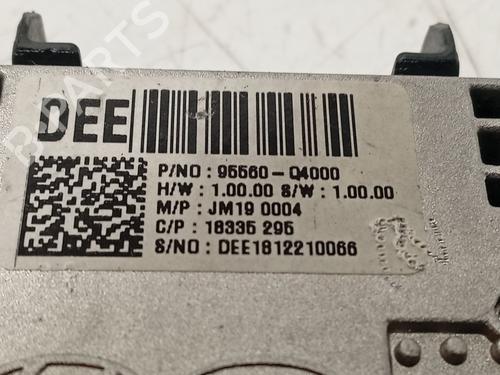 DEE
P/NO : 95560-Q4000
H/W : 1.00.00 S/W : 1.00.00
M/P : JM19 0004
C/P : 18335 295
S/NO : DEE1812210066